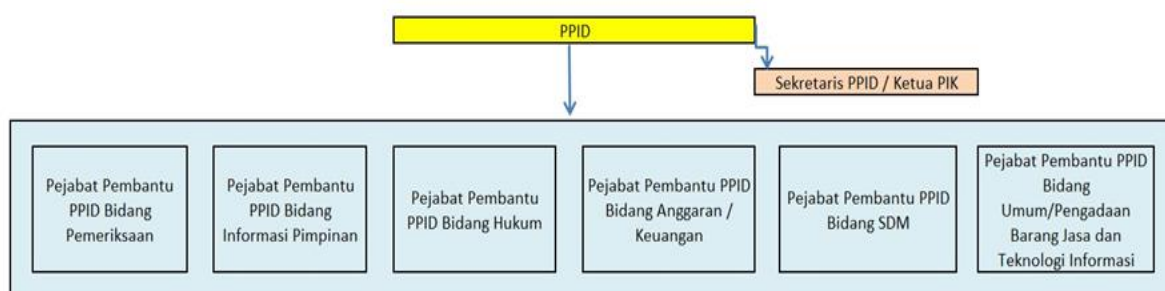 PPID
Sekretaris PPID / Ketua PIK
Pejabat Pembantu
PPID Bidang
Pemeriksaan
Pejabat Pembantu
PPID Bidang
Informasi Pimpinan
Pejabat Pembantu
PPID Bidang Hukum
Pejabat Pembantu PPID
Bidang Anggaran /
Keuangan
Pejabat Pembantu PPID
Bidang SDM
Pejabat Pembantu PPID
Bidang
Umum/Pengadaan
Barang Jasa dan
Teknologi Informasi